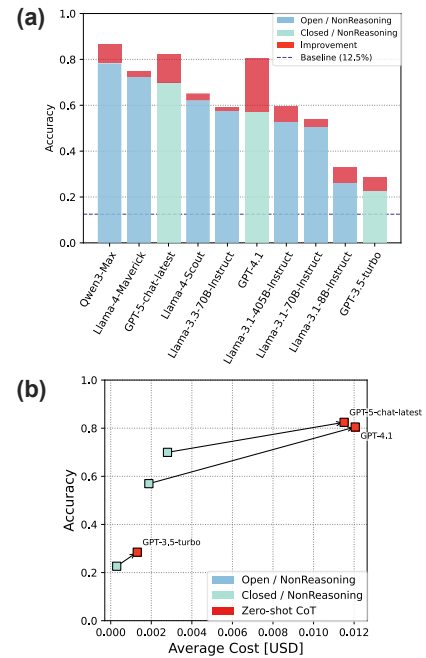 (a)
1.0
0.8
0.6
0.4
0.2
0.0
Accuracy
Open / NonReasoning
Closed / NonReasoning
Improvement
Baseline (12.5%)
Qwen3-Max
Llama-4-Maverick
GPT-5-chat-latest
Llama-4-Scout
Llama-3.3-70B-Instruct
GPT-4.1
Llama-3.1-405B-Instruct
Llama-3.1-70B-Instruct
Llama-3.1-8B-Instruct
GPT-3.5-turbo
(b)
1.0
0.8
0.6
0.4
0.2
0.0
Accuracy
GPT-5-chat-latest
GPT-4.1
GPT-3.5-turbo
Open / NonReasoning
Closed / NonReasoning
Zero-shot CoT
0.000 0.002 0.004 0.006 0.008 0.010 0.012
Average Cost [USD]